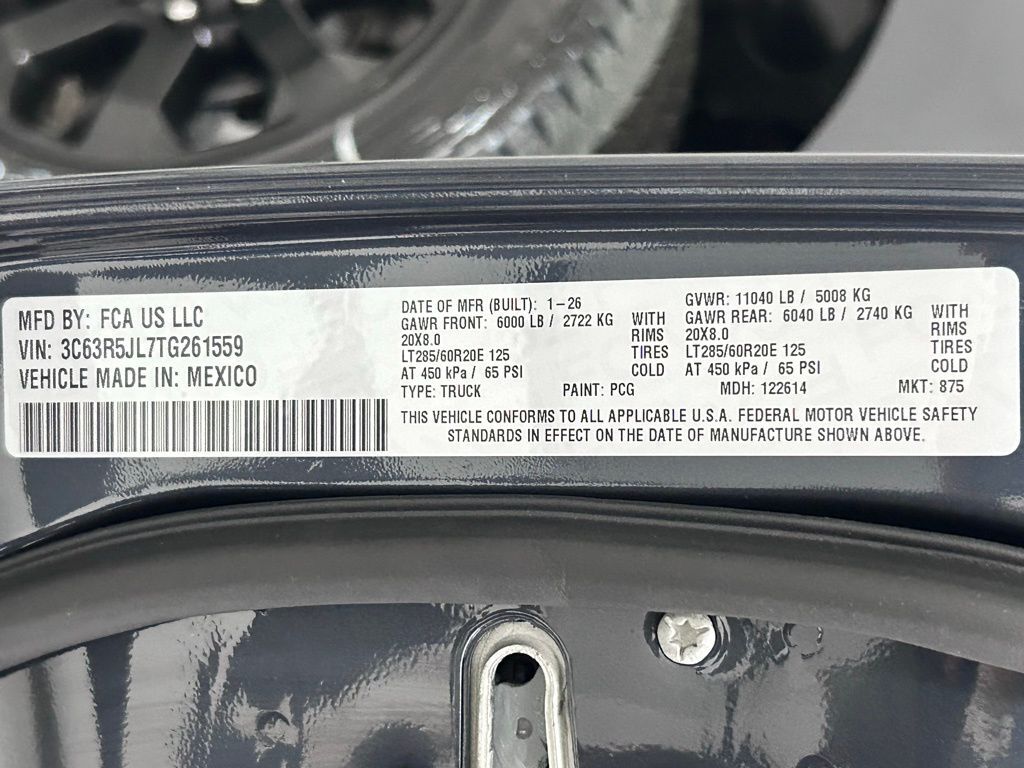 MFD BY: FCA US LLC
VIN: 3C63R5JL7TG261559
VEHICLE MADE IN: MEXICO
DATE OF MFR (BUILT): 1-26
GAWR FRONT: 6000 LB / 2722 KG WITH
20X8.0 RIMS
LT285/60R20E 125 TIRES
AT 450 kPa / 65 PSI COLD
GVWR: 11040 LB / 5008 KG
GAWR REAR: 6040 LB / 2740 KG WITH
20X8.0 RIMS
LT285/60R20E 125 TIRES
AT 450 kPa / 65 PSI COLD
TYPE: TRUCK PAINT: PCG MDH: 122614 MKT: 875
THIS VEHICLE CONFORMS TO ALL APPLICABLE U.S.A. FEDERAL MOTOR VEHICLE SAFETY
STANDARDS IN EFFECT ON THE DATE OF MANUFACTURE SHOWN ABOVE.